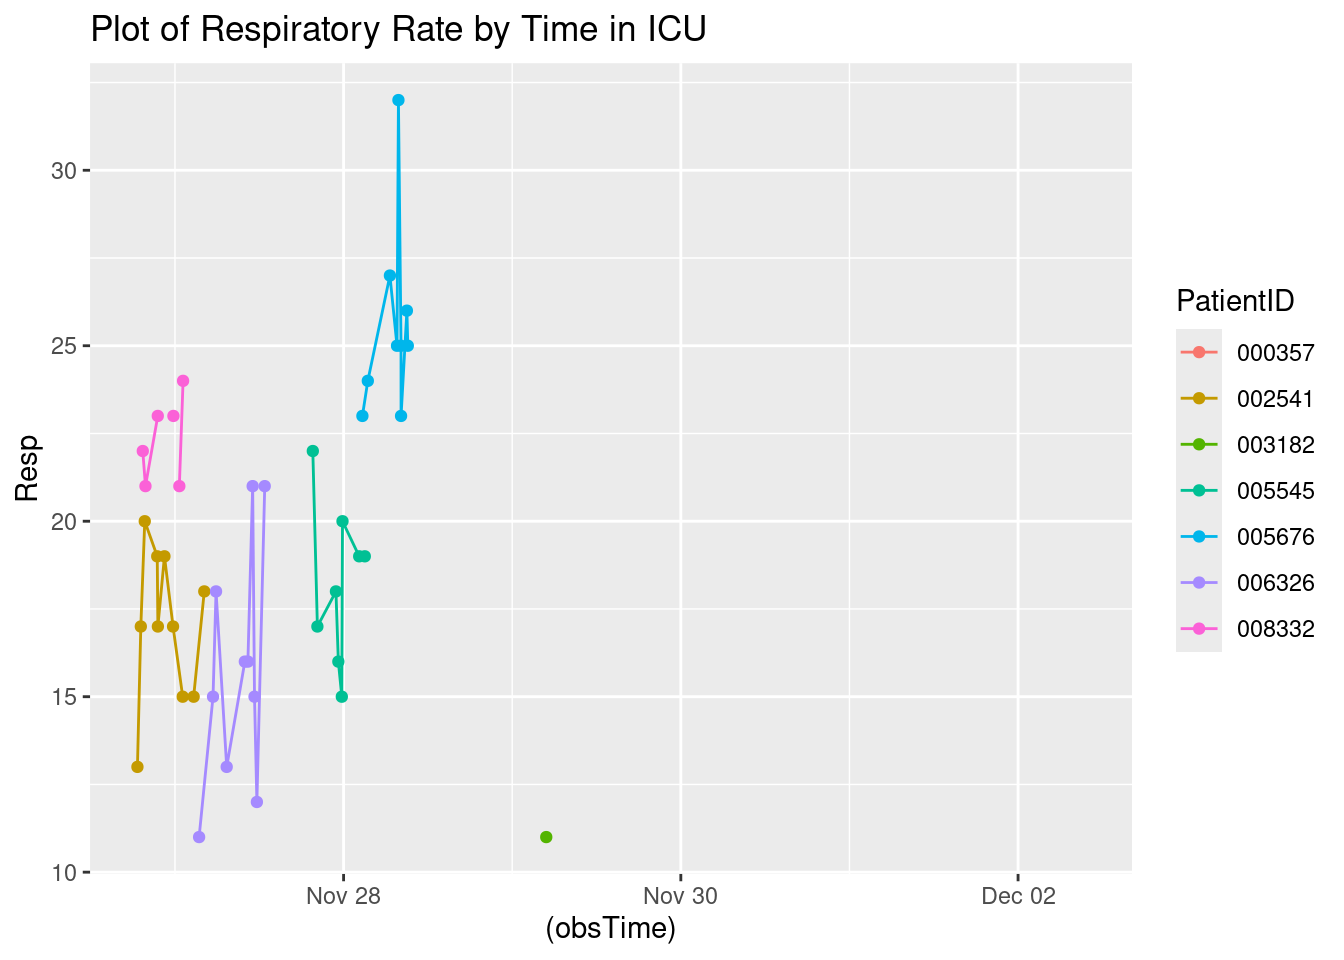 Plot of Respiratory Rate by Time in ICU
Resp
30
25
20
15
10
Nov 28
Nov 30
Dec 02
(obsTime)
PatientID
000357
002541
003182
005545
005676
006326
008332